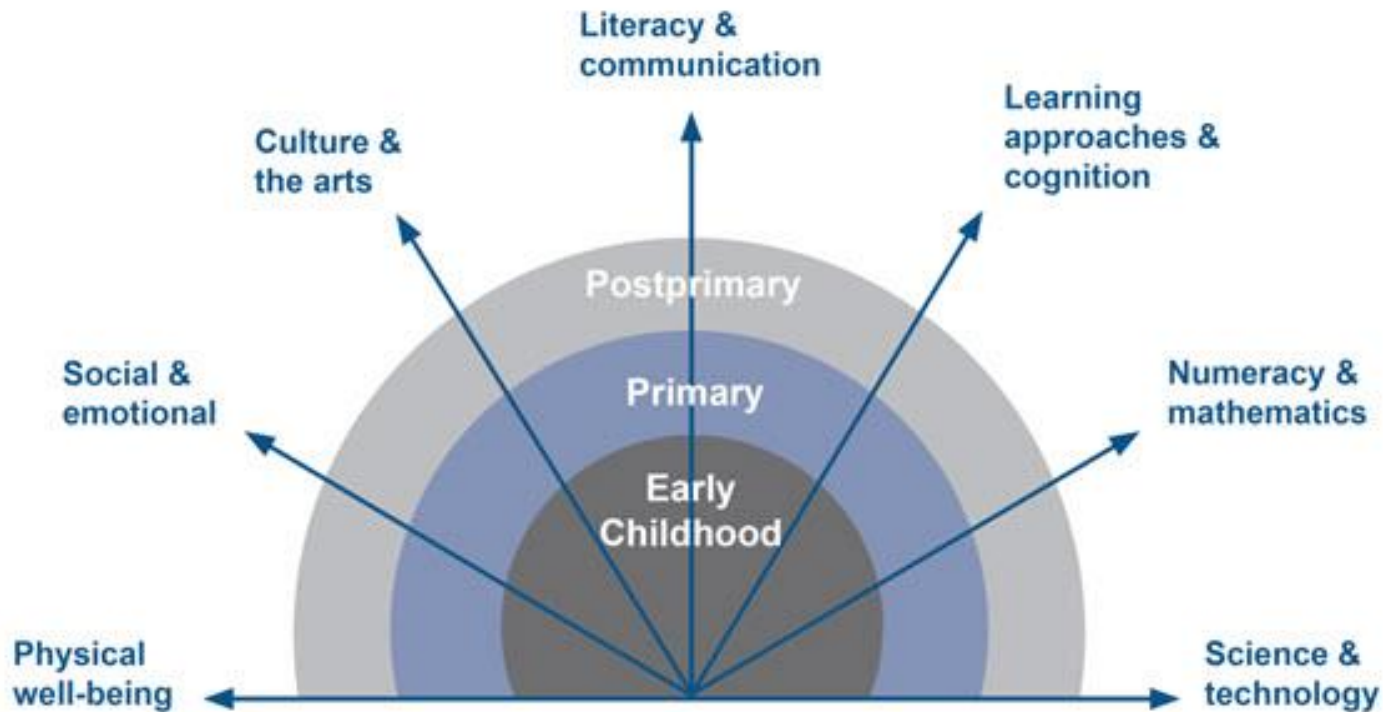 Literacy &
communication
Learning
approaches &
cognition
Culture &
the arts
Postprimary
Social &
emotional
Primary
Numeracy &
mathematics
Early
Childhood
Physical
well-being
Science &
technology